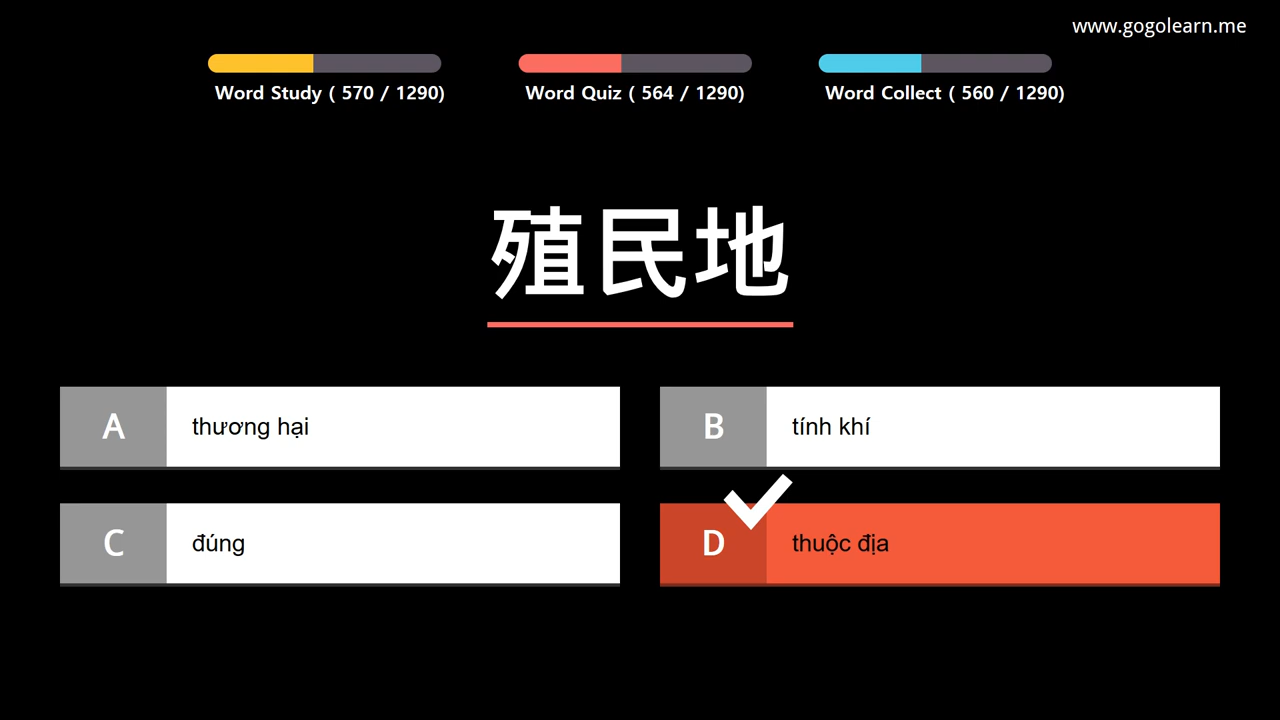 www.gogolearn.me
Word Study ( 570 / 1290)
Word Quiz ( 564 / 1290)
Word Collect ( 560 / 1290)
殖民地
A thương hại
B tính khí
C đúng
D thuộc địa